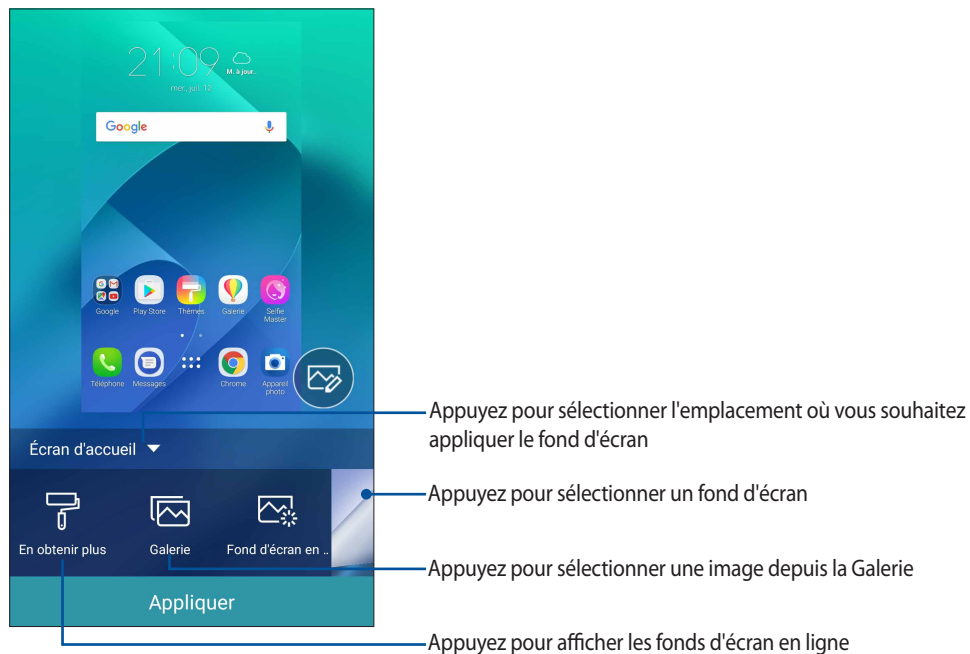 21:09
M. à jour..
mer., juil. 12
Google
Google
Play Store
Thèmes
Galerie
Selfie
Master
Téléphone
Messages
Chrome
Appareil
photo
Écran d'accueil
En obtenir plus
Galerie
Fond d'écran en ..
Appliquer
Appuyez pour sélectionner l'emplacement où vous souhaitez
appliquer le fond d'écran
Appuyez pour sélectionner un fond d'écran
Appuyez pour sélectionner une image depuis la Galerie
Appuyez pour afficher les fonds d'écran en ligne